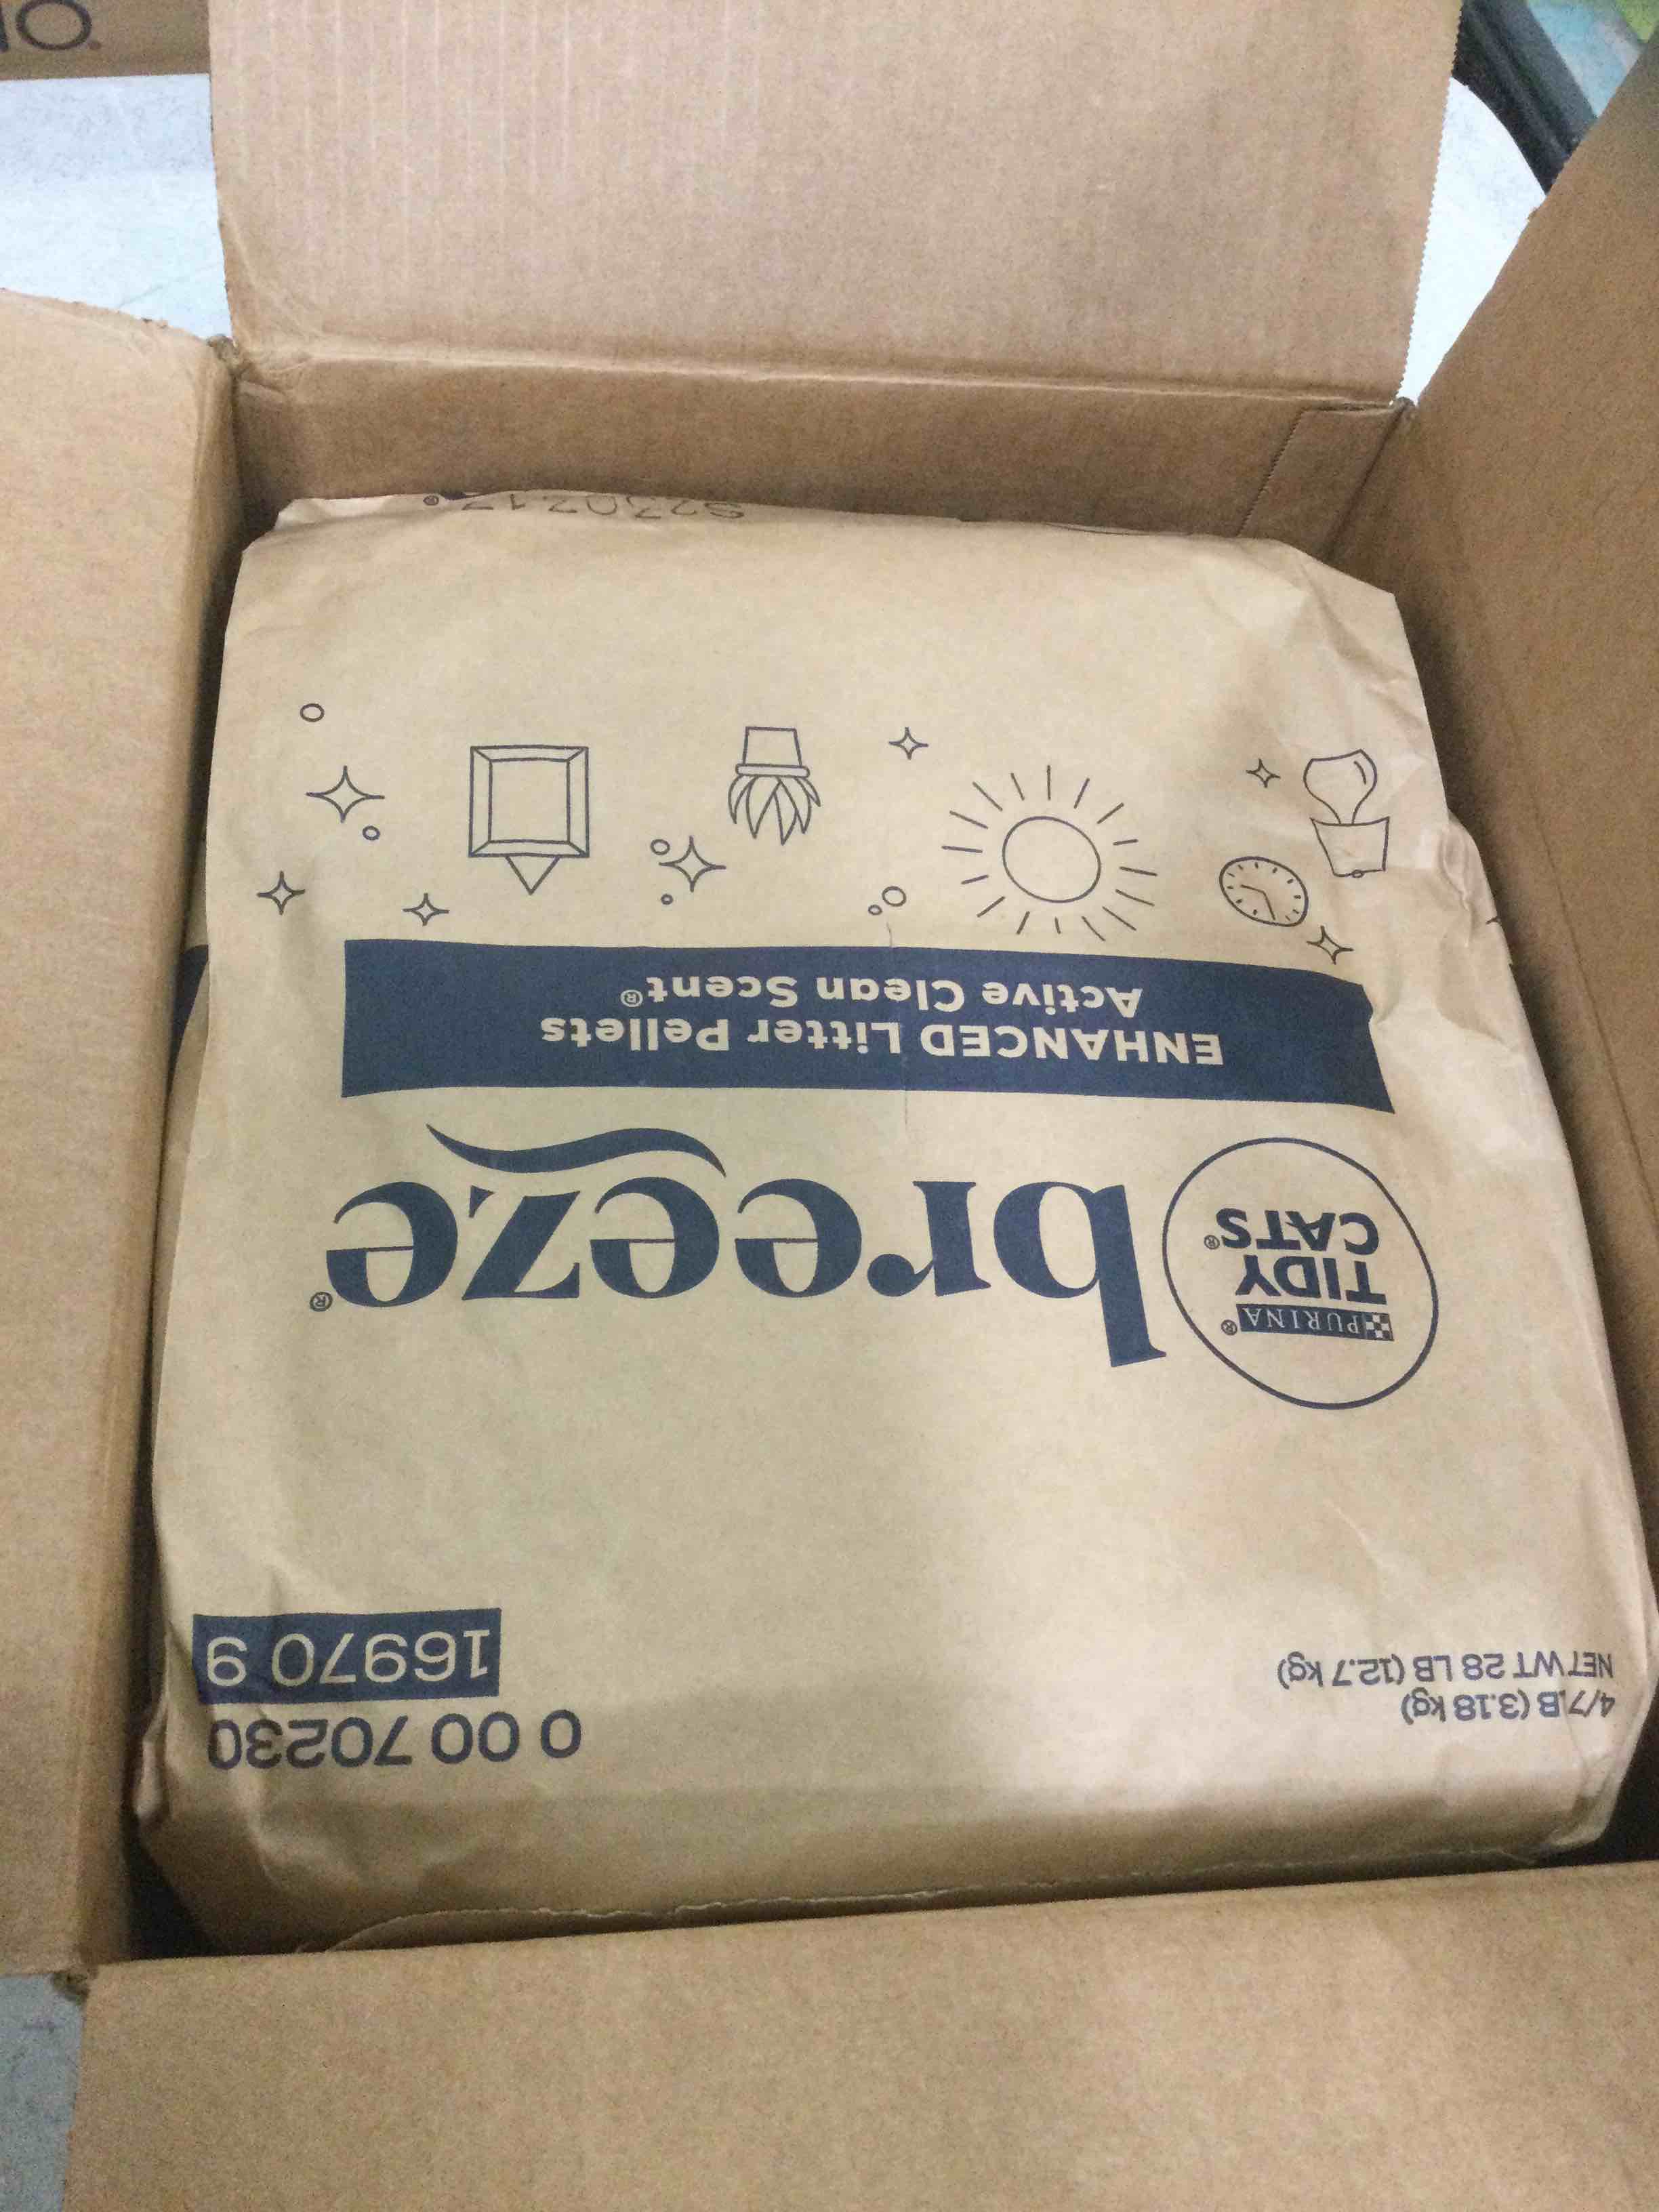 4/7LB (3.18 kg)
NET WT 28 LB (12.7 kg)
0 00 70230
16970 9
PURINA®
TIDY
CATS®
breeze®
ENHANCED Litter Pellets
Active Clean Scent®